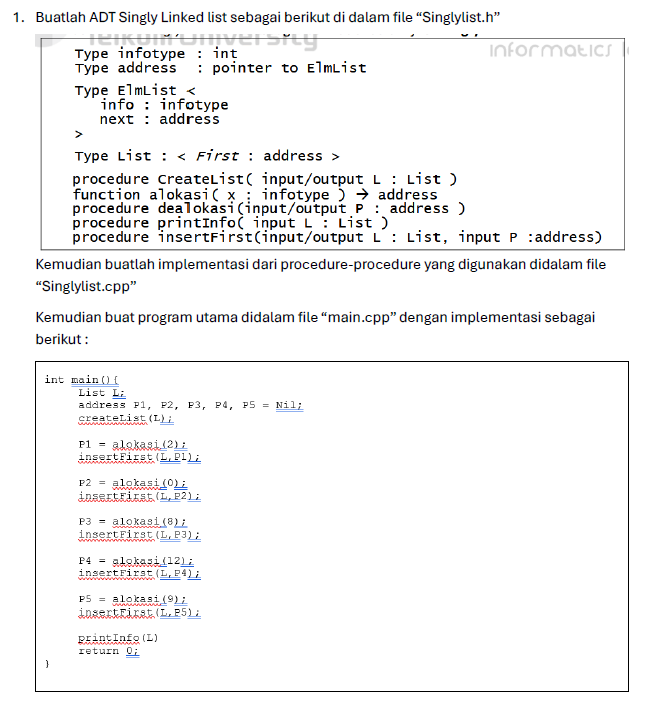 1. Buatlah ADT Singly Linked list sebagai berikut di dalam file “Singlylist.h”
informatics
Type infotype : int
Type address : pointer to ElmList
Type ElmList <
info : infotype
next : address
>
Type List : < First : address >
procedure CreateList( input/output L : List )
function alokasi( x : infotype ) → address
procedure dealokasi(input/output P : address )
procedure printInfo( input L : List )
procedure insertFirst(input/output L : List, input P :address)
Kemudian buatlah implementasi dari procedure-procedure yang digunakan didalam file
“Singlylist.cpp”
Kemudian buat program utama didalam file “main.cpp” dengan implementasi sebagai
berikut :
int main(){
List L;
address P1, P2, P3, P4, P5 = Nil;
createList(L);
P1 = alokasi(2);
insertFirst(L,P1);
P2 = alokasi(0);
insertFirst(L,P2);
P3 = alokasi(8);
insertFirst(L,P3);
P4 = alokasi(12);
insertFirst(L,P4);
P5 = alokasi(9);
insertFirst(L,P5);
printInfo(L)
return 0;
}